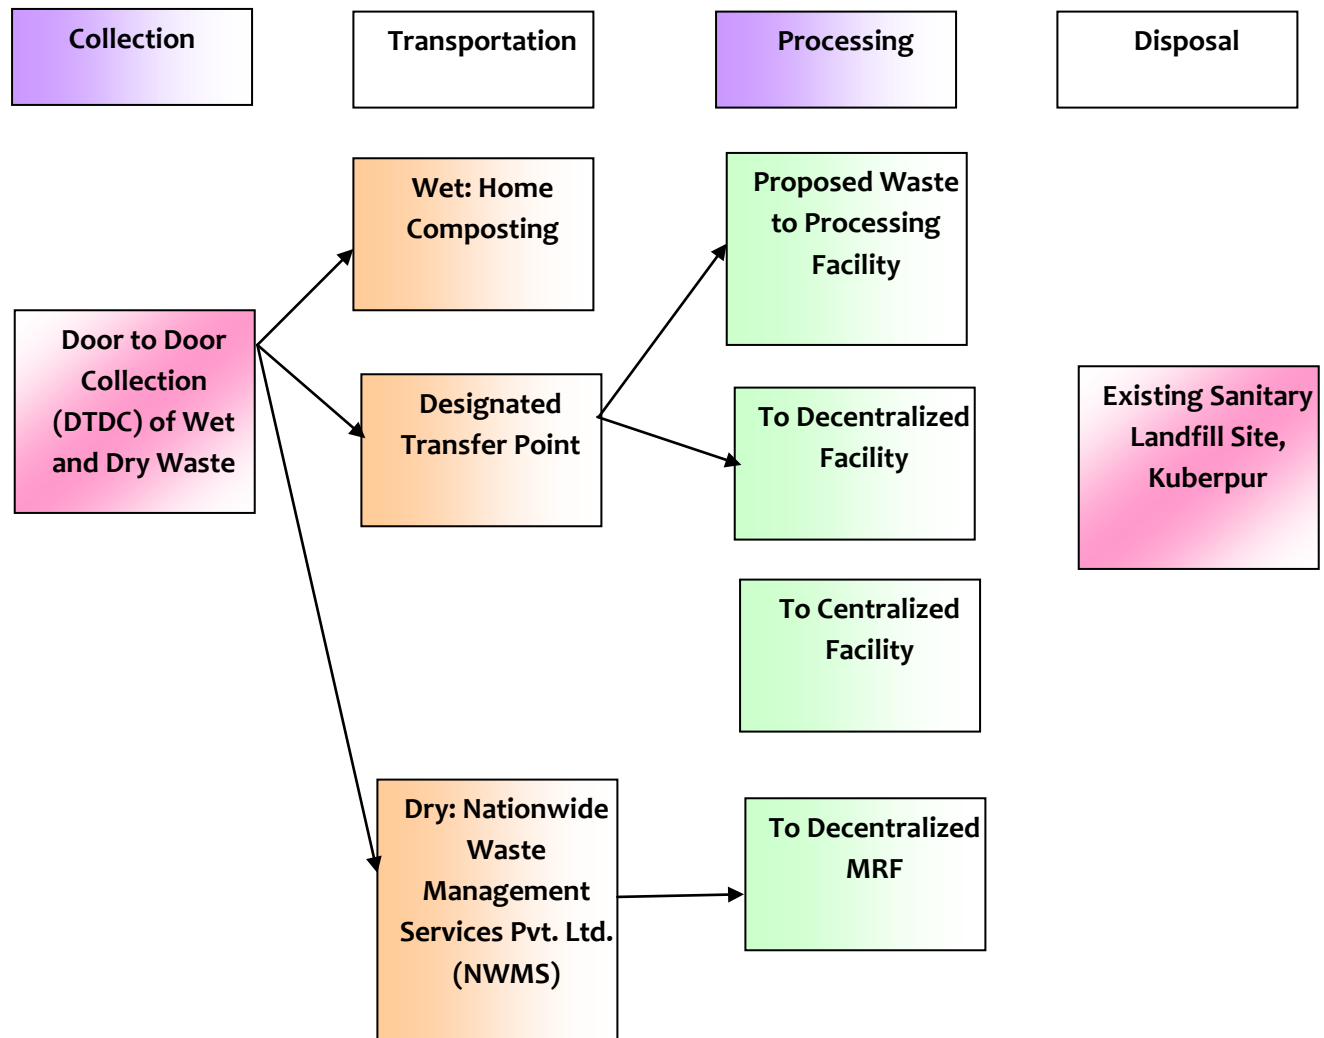 Collection
Transportation
Processing
Disposal
Wet: Home
Composting
Proposed Waste
to Processing
Facility
Door to Door
Collection
(DTDC) of Wet
and Dry Waste
Designated
Transfer Point
To Decentralized
Facility
Existing Sanitary
Landfill Site,
Kuberpur
To Centralized
Facility
Dry: Nationwide
Waste
Management
Services Pvt. Ltd.
(NWMS)
To Decentralized
MRF